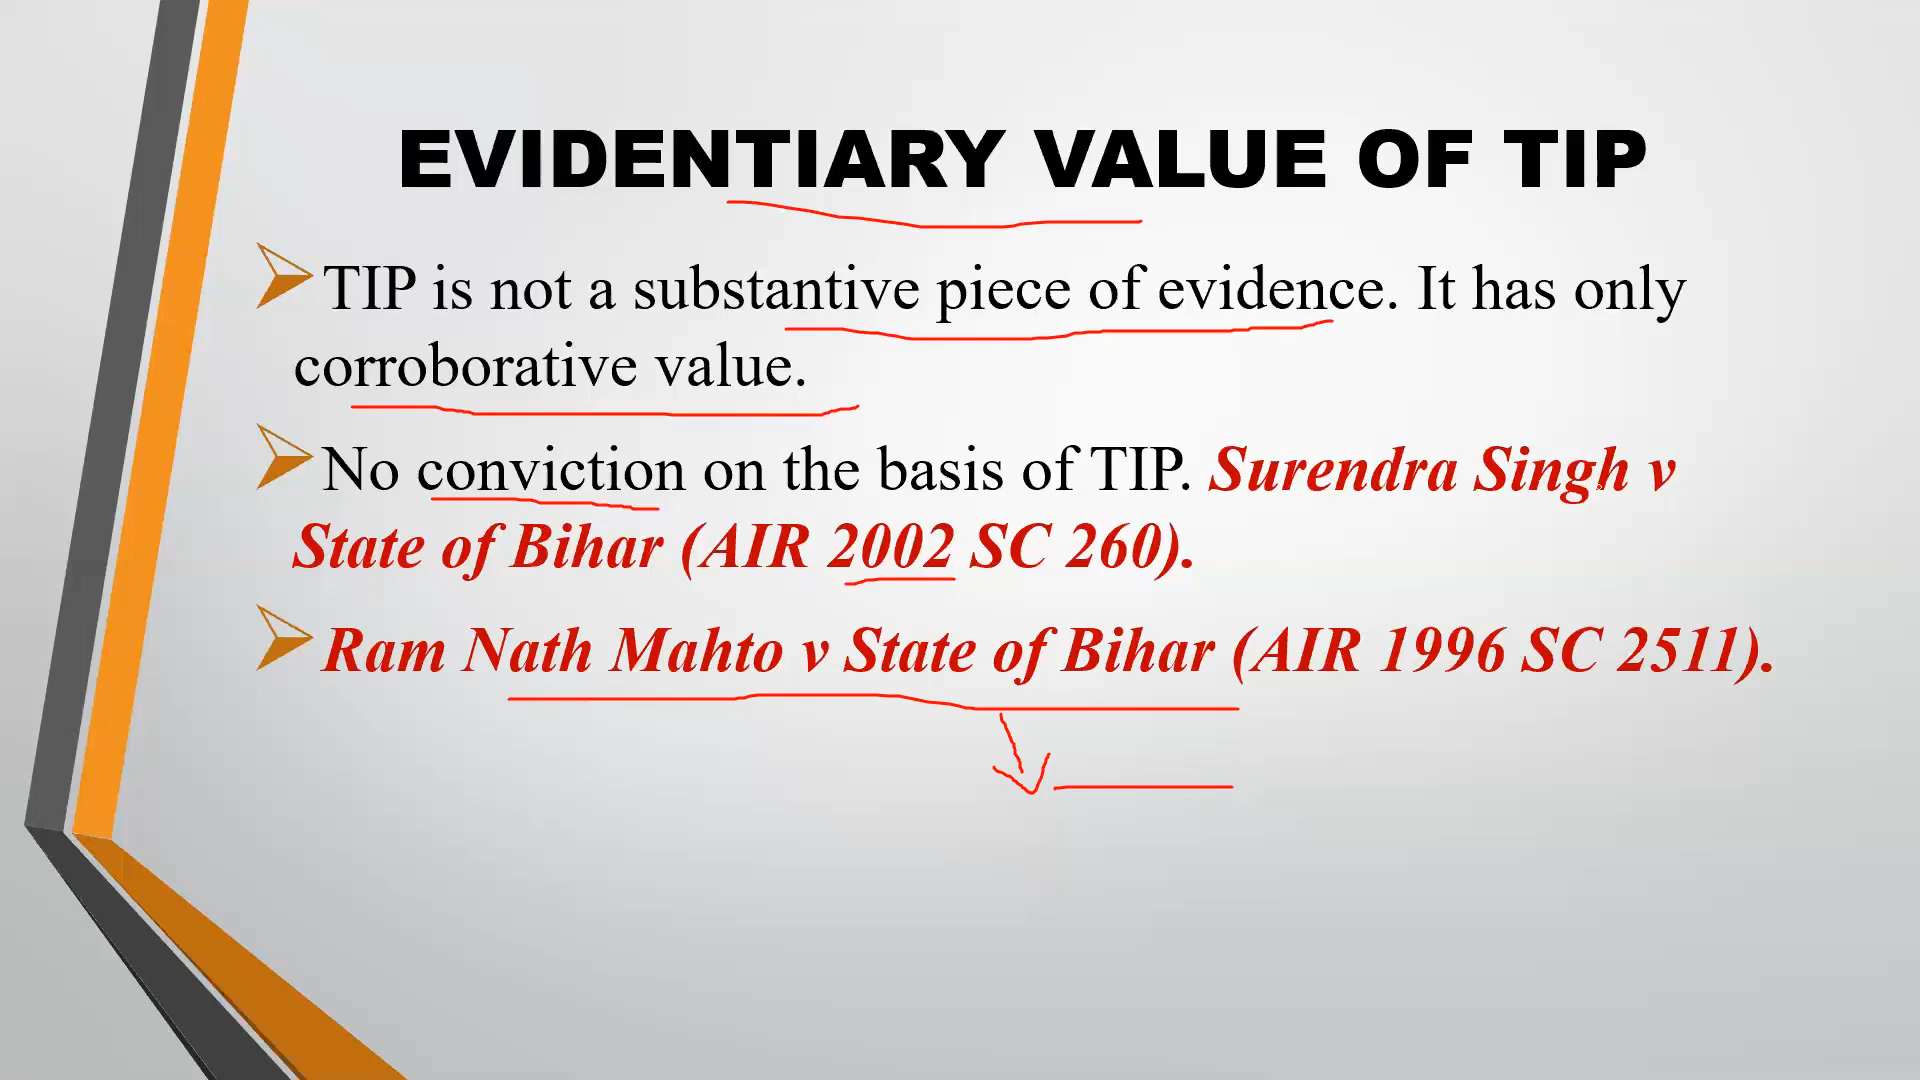 EVIDENTIARY VALUE OF TIP
TIP is not a substantive piece of evidence. It has only
corroborative value.
No conviction on the basis of TIP. Surendra Singh v
State of Bihar (AIR 2002 SC 260).
Ram Nath Mahto v State of Bihar (AIR 1996 SC 2511).